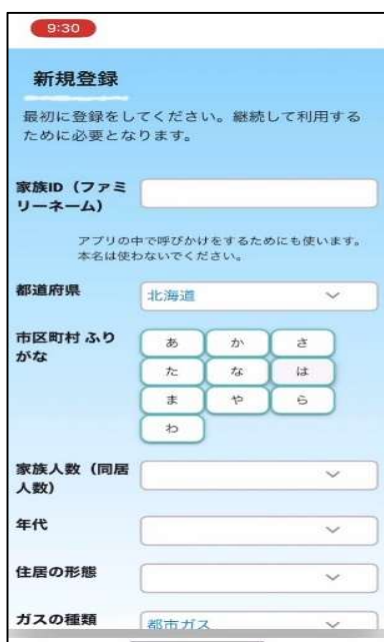 9:30
新規登録
最初に登録をしてください。継続して利用する
ために必要となります。
家族ID（ファミ
リーネーム）
アプリの中で呼びかけをするためにも使います。
本名は使わないでください。
都道府県
北海道
市区町村 ふり
がな
あ か さ
た な は
ま や ら
わ
家族人数（同居
人数）
年代
住居の形態
ガスの種類
都市ガス